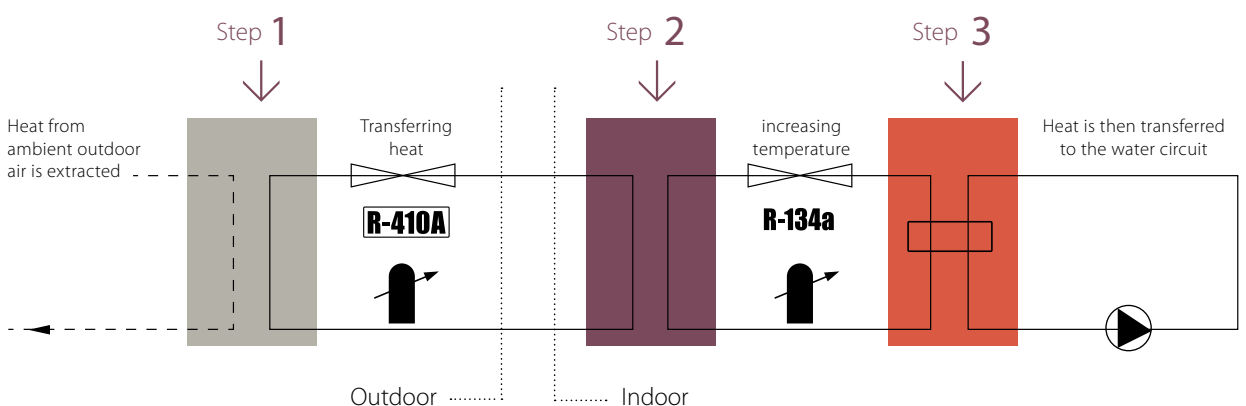 Step 1
Step 2
Step 3
Heat from
ambient outdoor
air is extracted
Transferring
heat
increasing
temperature
Heat is then transferred
to the water circuit
R-410A
R-134a
Outdoor
Indoor